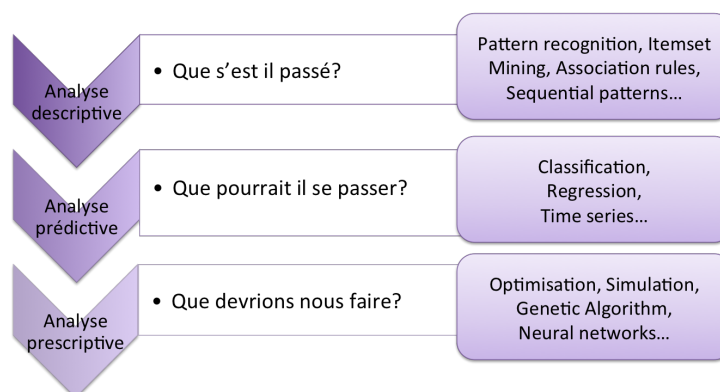 Analyse
descriptive
• Que s’est il passé?
Pattern recognition, Itemset
Mining, Association rules,
Sequential patterns…
Analyse
prédictive
• Que pourrait il se passer?
Classification,
Regression,
Time series…
Analyse
prescriptive
• Que devrions nous faire?
Optimisation, Simulation,
Genetic Algorithm,
Neural networks…